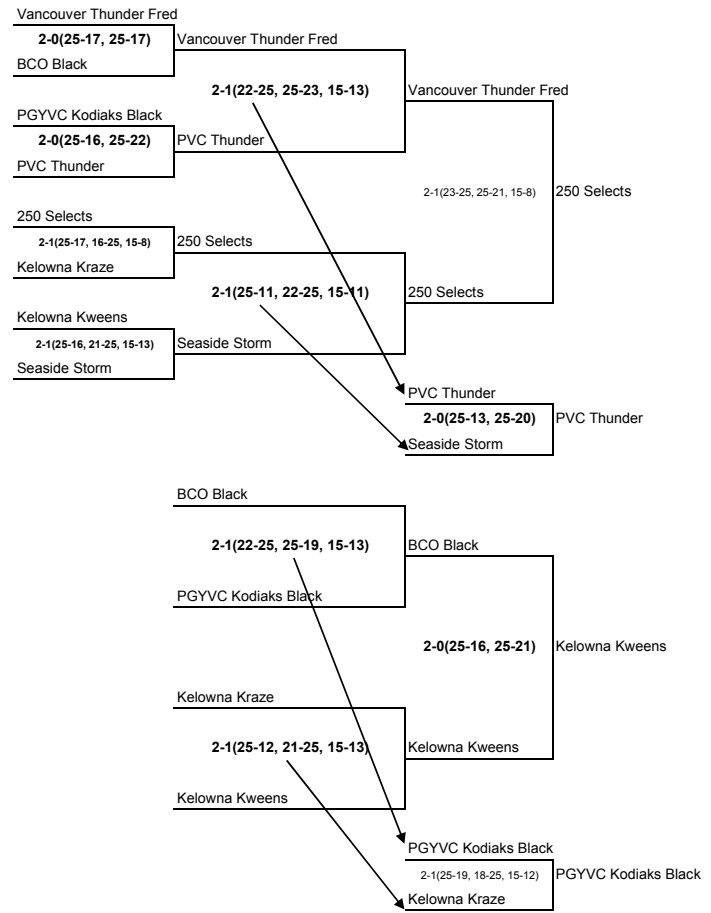 Vancouver Thunder Fred
2-0(25-17, 25-17)
Vancouver Thunder Fred
BCO Black
2-1(22-25, 25-23, 15-13)
Vancouver Thunder Fred
PGYVC Kodiaks Black
2-0(25-16, 25-22)
PVC Thunder
PVC Thunder
2-1(23-25, 25-21, 15-8)
250 Selects
250 Selects
2-1(25-17, 16-25, 15-8)
250 Selects
Kelowna Kraze
2-1(25-11, 22-25, 15-11)
250 Selects
Kelowna Kweens
2-1(25-16, 21-25, 15-13)
Seaside Storm
Seaside Storm
PVC Thunder
2-0(25-13, 25-20)
PVC Thunder
Seaside Storm
BCO Black
2-1(22-25, 25-19, 15-13)
BCO Black
PGYVC Kodiaks Black
2-0(25-16, 25-21)
Kelowna Kweens
Kelowna Kraze
2-1(25-12, 21-25, 15-13)
Kelowna Kweens
Kelowna Kweens
PGYVC Kodiaks Black
2-1(25-19, 18-25, 15-12)
PGYVC Kodiaks Black
Kelowna Kraze